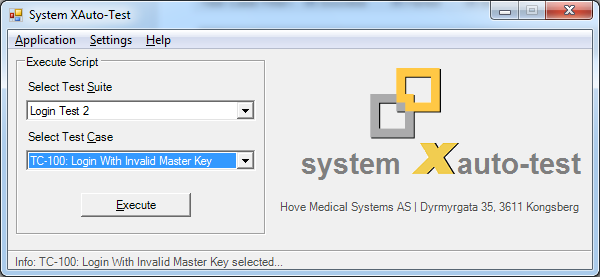 System XAuto-Test
Application Settings Help
Execute Script
Select Test Suite
Login Test 2
Select Test Case
TC-100: Login With Invalid Master Key
Execute
system Xauto-test
Hove Medical Systems AS | Dyrmyrgata 35, 3611 Kongsberg
Info: TC-100: Login With Invalid Master Key selected...